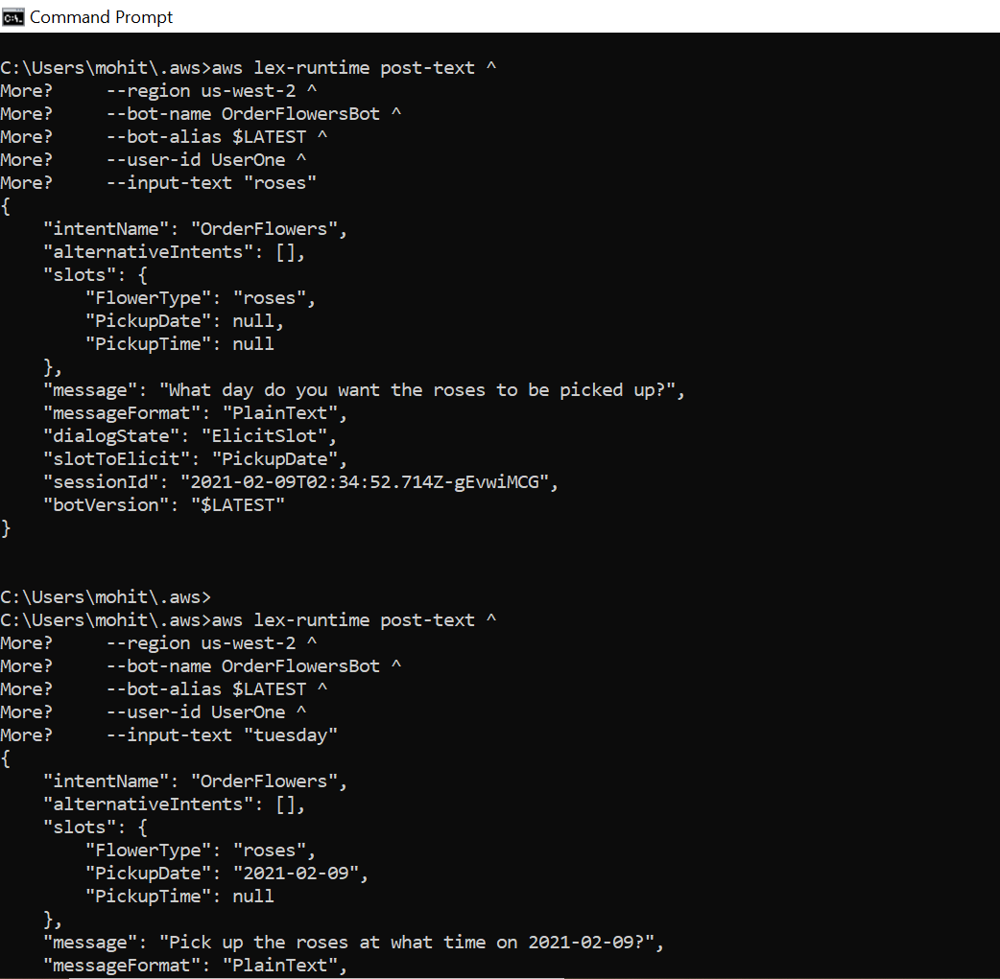 Command Prompt
C:\Users\mohit\.aws>aws lex-runtime post-text ^
More?     --region us-west-2 ^
More?     --bot-name OrderFlowersBot ^
More?     --bot-alias $LATEST ^
More?     --user-id UserOne ^
More?     --input-text "roses"
{
    "intentName": "OrderFlowers",
    "alternativeIntents": [],
    "slots": {
        "FlowerType": "roses",
        "PickupDate": null,
        "PickupTime": null
    },
    "message": "What day do you want the roses to be picked up?",
    "messageFormat": "PlainText",
    "dialogState": "ElicitSlot",
    "slotToElicit": "PickupDate",
    "sessionId": "2021-02-09T02:34:52.714Z-gEvwiMCG",
    "botVersion": "$LATEST"
}
C:\Users\mohit\.aws>
C:\Users\mohit\.aws>aws lex-runtime post-text ^
More?     --region us-west-2 ^
More?     --bot-name OrderFlowersBot ^
More?     --bot-alias $LATEST ^
More?     --user-id UserOne ^
More?     --input-text "tuesday"
{
    "intentName": "OrderFlowers",
    "alternativeIntents": [],
    "slots": {
        "FlowerType": "roses",
        "PickupDate": "2021-02-09",
        "PickupTime": null
    },
    "message": "Pick up the roses at what time on 2021-02-09?",
    "messageFormat": "PlainText",